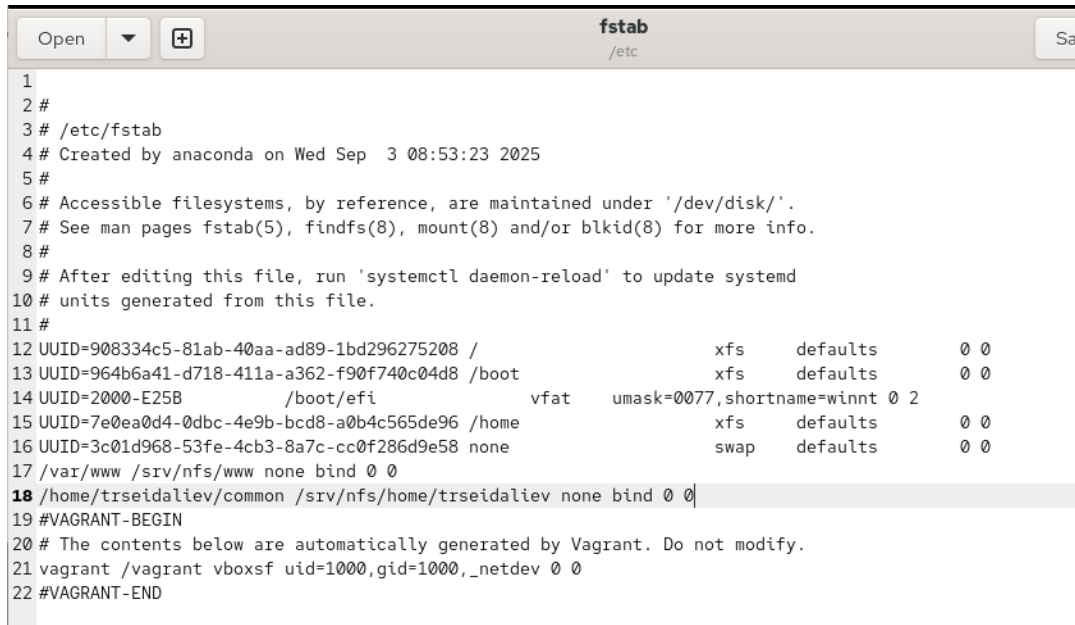 Open
fstab
/etc
Sa
1
2 #
3 # /etc/fstab
4 # Created by anaconda on Wed Sep  3 08:53:23 2025
5 #
6 # Accessible filesystems, by reference, are maintained under '/dev/disk/'.
7 # See man pages fstab(5), findfs(8), mount(8) and/or blkid(8) for more info.
8 #
9 # After editing this file, run 'systemctl daemon-reload' to update systemd
10 # units generated from this file.
11 #
12 UUID=908334c5-81ab-40aa-ad89-1bd296275208 /                       xfs     defaults        0 0
13 UUID=964b6a41-d718-411a-a362-f90f740c04d8 /boot                   xfs     defaults        0 0
14 UUID=2000-E25B          /boot/efi               vfat    umask=0077,shortname=winnt 0 2
15 UUID=7e0ea0d4-0dbc-4e9b-bcd8-a0b4c565de96 /home                   xfs     defaults        0 0
16 UUID=3c01d968-53fe-4cb3-8a7c-cc0f286d9e58 none                    swap    defaults        0 0
17 /var/www /srv/nfs/www none bind 0 0
18 /home/trseidaliev/common /srv/nfs/home/trseidaliev none bind 0 0
19 #VAGRANT-BEGIN
20 # The contents below are automatically generated by Vagrant. Do not modify.
21 vagrant /vagrant vboxsf uid=1000,gid=1000,_netdev 0 0
22 #VAGRANT-END